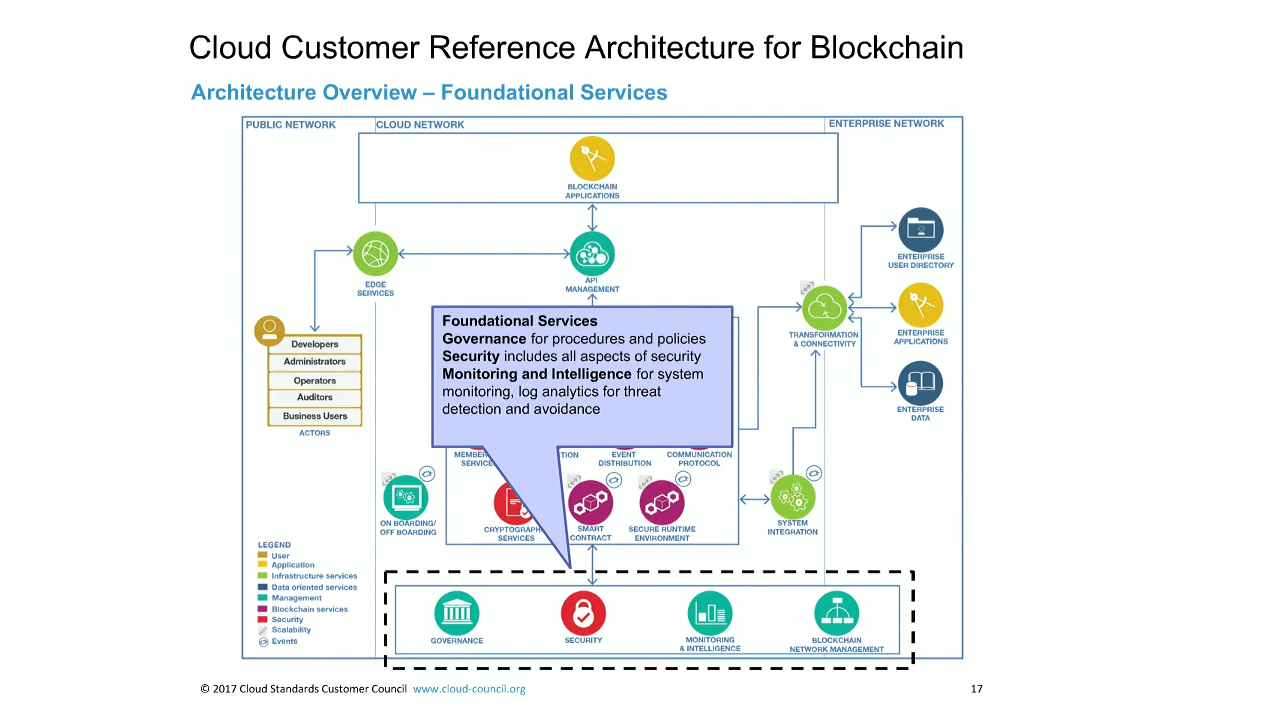 Cloud Customer Reference Architecture for Blockchain
Architecture Overview – Foundational Services
PUBLIC NETWORK
CLOUD NETWORK
ENTERPRISE NETWORK
BLOCKCHAIN
APPLICATIONS
EDGE
SERVICES
API
MANAGEMENT
ENTERPRISE
USER DIRECTORY
Developers
Administrators
Operators
Auditors
Business Users
ACTORS
Foundational Services
Governance for procedures and policies
Security includes all aspects of security
Monitoring and Intelligence for system
monitoring, log analytics for threat
detection and avoidance
TRANSFORMATION
& CONNECTIVITY
ENTERPRISE
APPLICATIONS
ENTERPRISE
DATA
MEMBER
SERVICE
TION
EVENT
DISTRIBUTION
COMMUNICATION
PROTOCOL
ON BOARDING/
OFF BOARDING
CRYPTOGRAPH
SERVICES
SMART
CONTRACT
SECURE RUNTIME
ENVIRONMENT
SYSTEM
INTEGRATION
LEGEND
User
Application
Infrastructure services
Data oriented services
Management
Blockchain services
Security
Scalability
Events
GOVERNANCE
SECURITY
MONITORING
& INTELLIGENCE
BLOCKCHAIN
NETWORK MANAGEMENT
© 2017 Cloud Standards Customer Council www.cloud-council.org
17